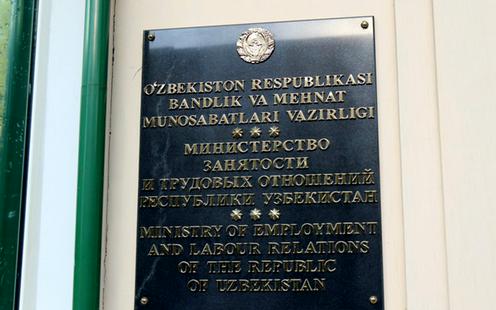 O'ZBEKISTON RESPUBLIKASI
BANDLIK VA MEHNAT
MUNOSABATLARI VAZIRLIGI
***
МИНИСТЕРСТВО
ЗАНЯТОСТИ
И ТРУДОВЫХ ОТНОШЕНИЙ
РЕСПУБЛИКИ УЗБЕКИСТАН
***
MINISTRY OF EMPLOYMENT
AND LABOUR RELATIONS
OF THE REPUBLIC
OF UZBEKISTAN